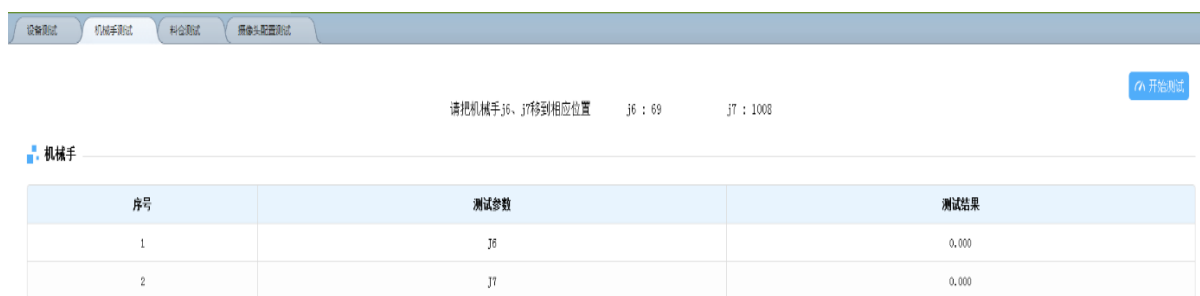 设备测试 机械手测试 料仓测试 摄像头配置测试
开始测试
请把机械手j6、j7移到相应位置 j6 : 69 j7 : 1008
机械手
序号 测试参数 测试结果
1 J6 0.000
2 J7 0.000